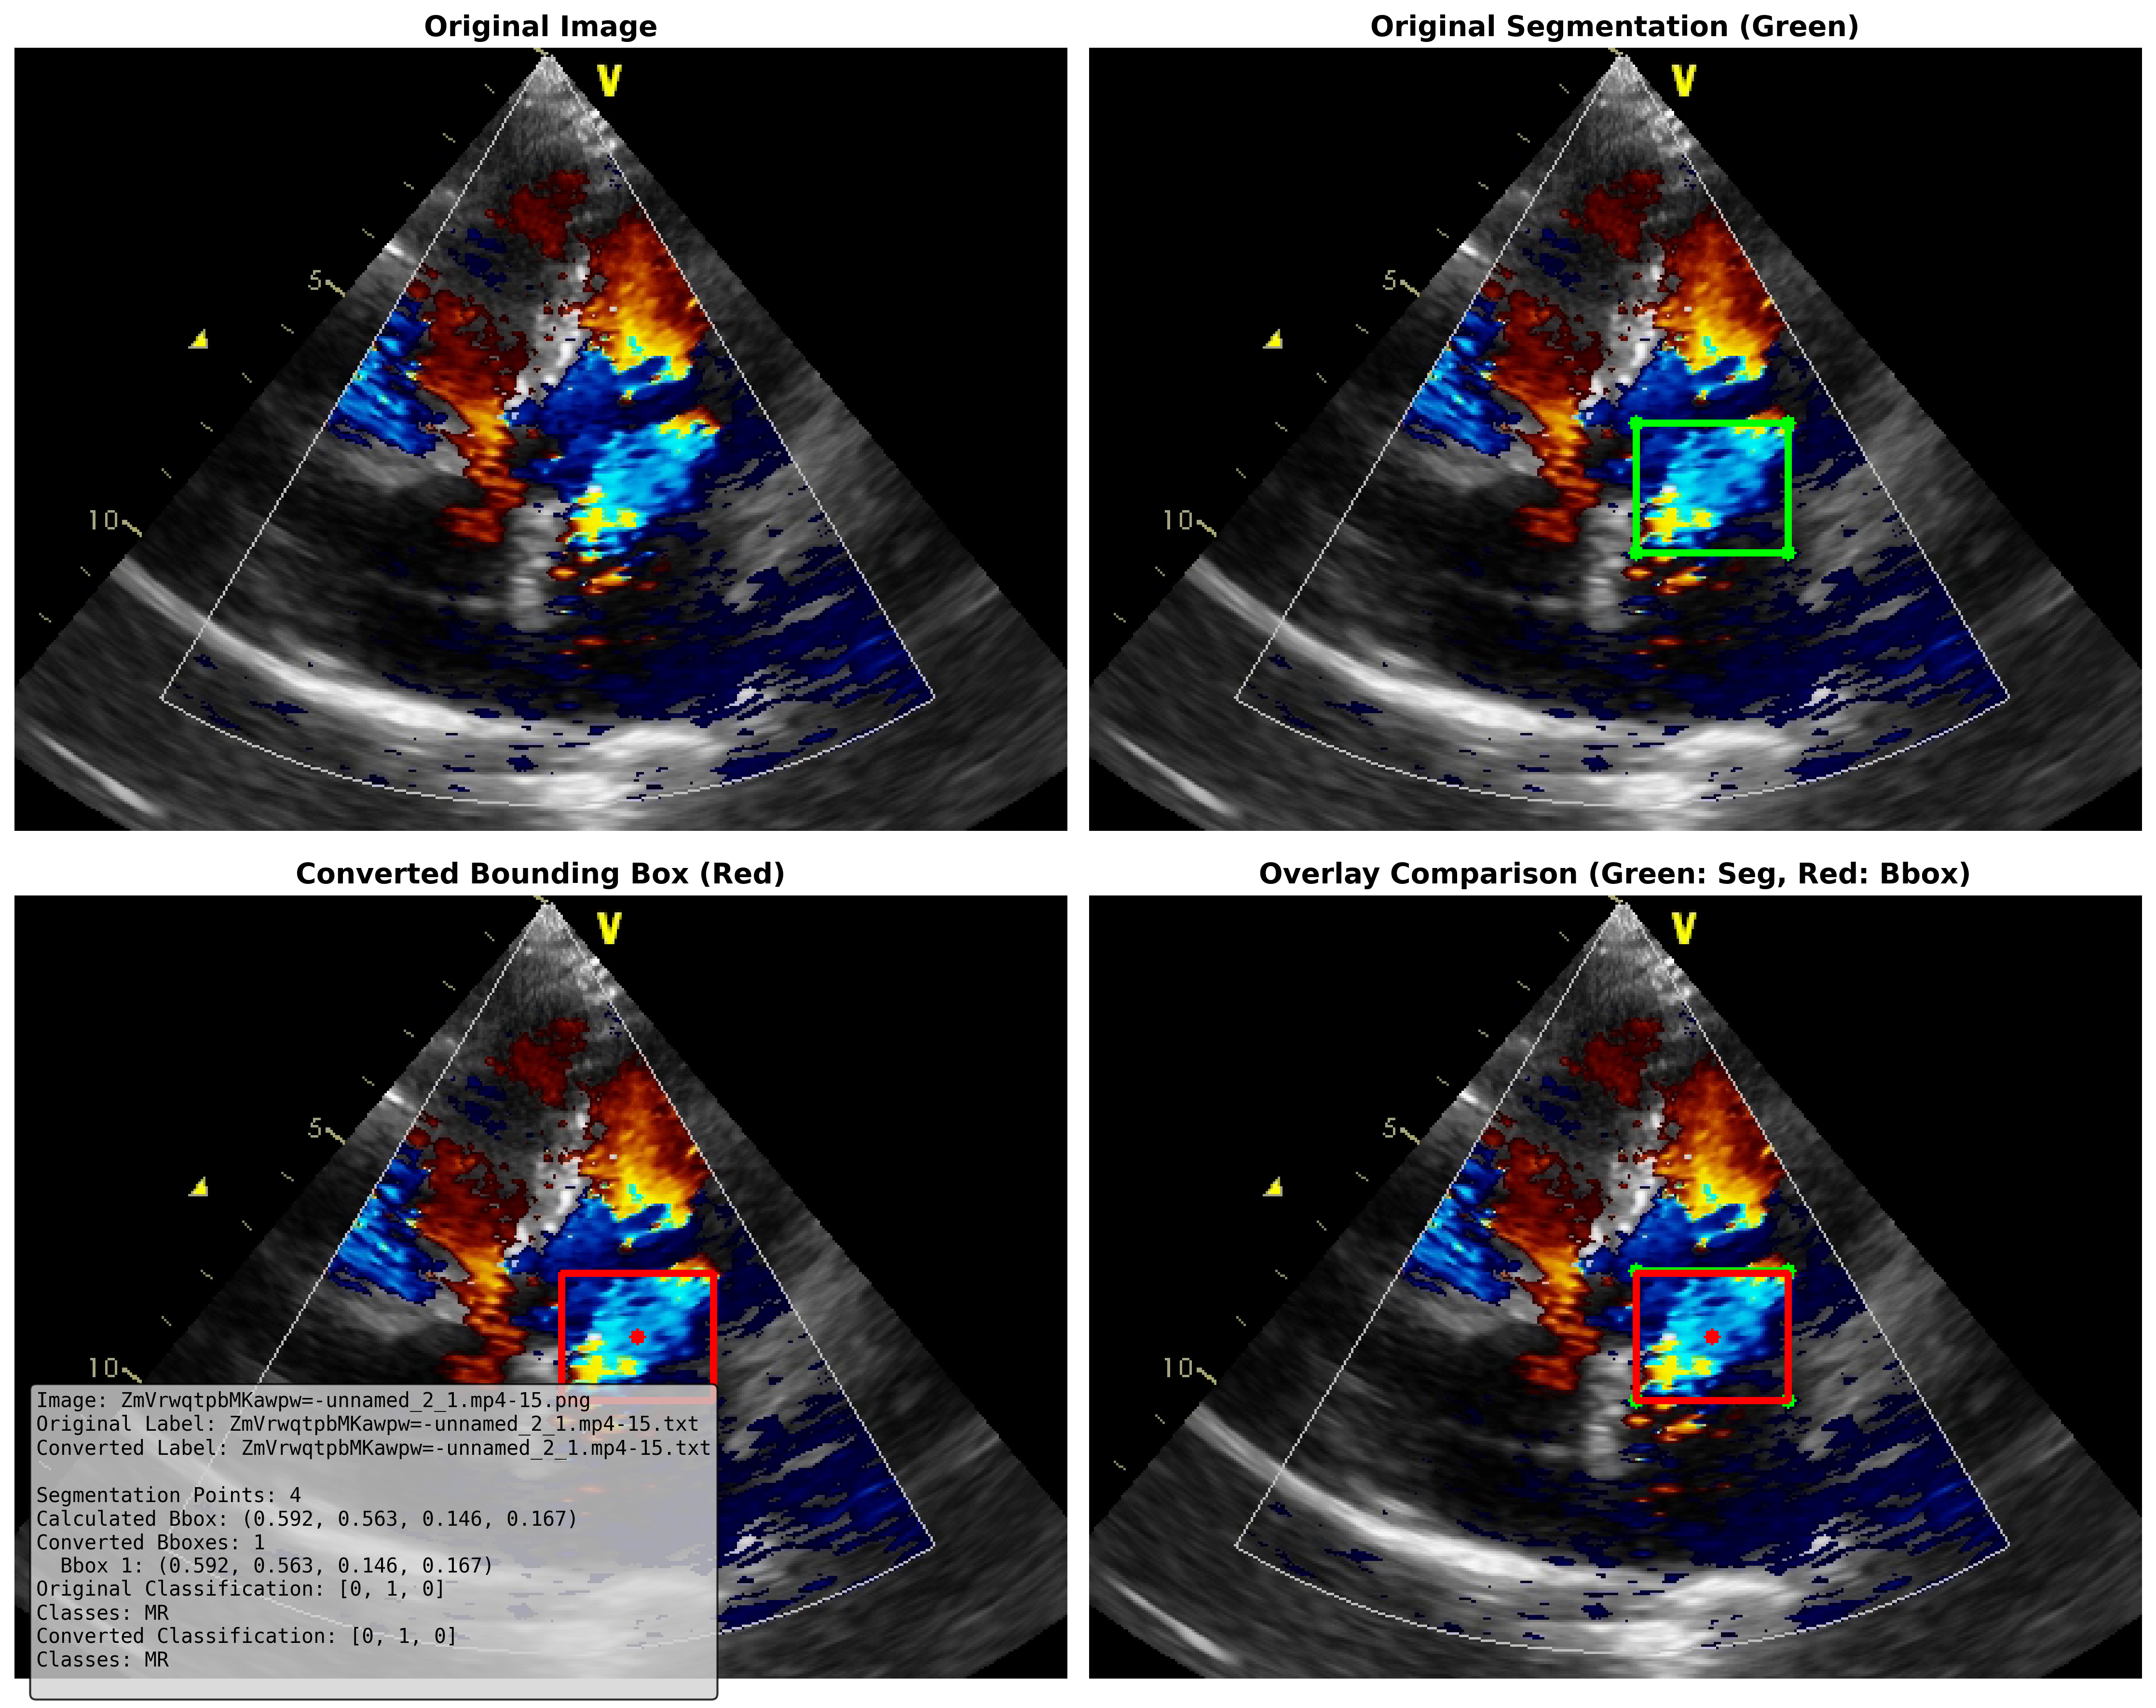 Original Image
Original Segmentation (Green)
V
5
10
V
5
10
Converted Bounding Box (Red)
Overlay Comparison (Green: Seg, Red: Bbox)
V
5
10
V
5
10
Image: ZmVrwqtpbMKawpw=-unnamed_2_1.mp4-15.png
Original Label: ZmVrwqtpbMKawpw=-unnamed_2_1.mp4-15.txt
Converted Label: ZmVrwqtpbMKawpw=-unnamed_2_1.mp4-15.txt
Segmentation Points: 4
Calculated Bbox: (0.592, 0.563, 0.146, 0.167)
Converted Bboxes: 1
Bbox 1: (0.592, 0.563, 0.146, 0.167)
Original Classification: [0, 1, 0]
Classes: MR
Converted Classification: [0, 1, 0]
Classes: MR